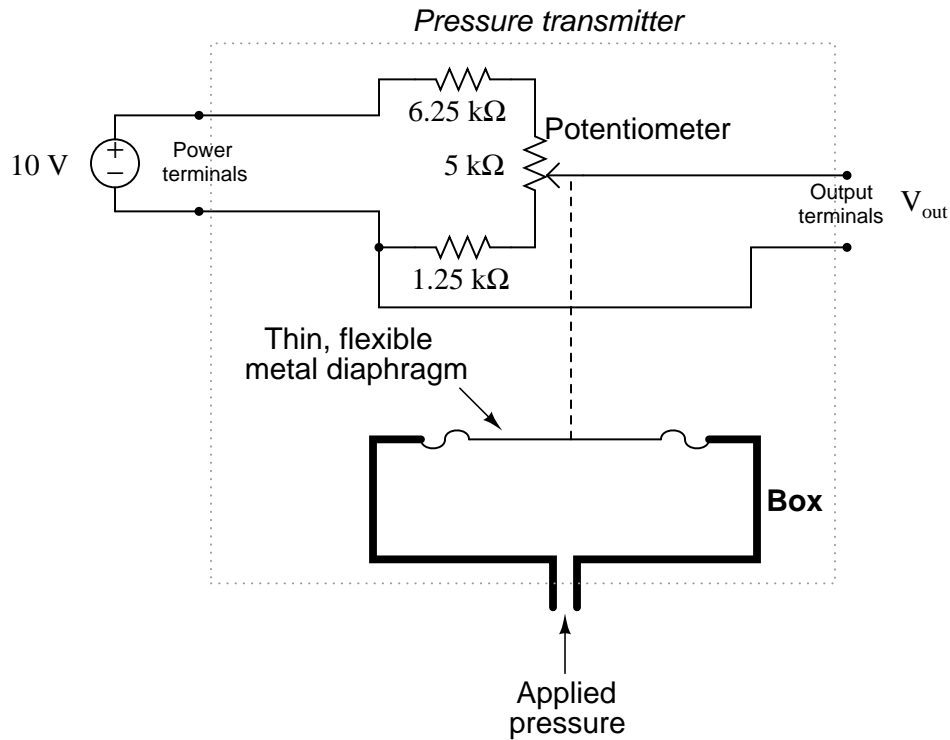 Pressure transmitter
6.25 kΩ
Potentiometer
10 V
+
−
Power
terminals
5 kΩ
Output
terminals
Vout
1.25 kΩ
Thin, flexible
metal diaphragm
Box
Applied
pressure